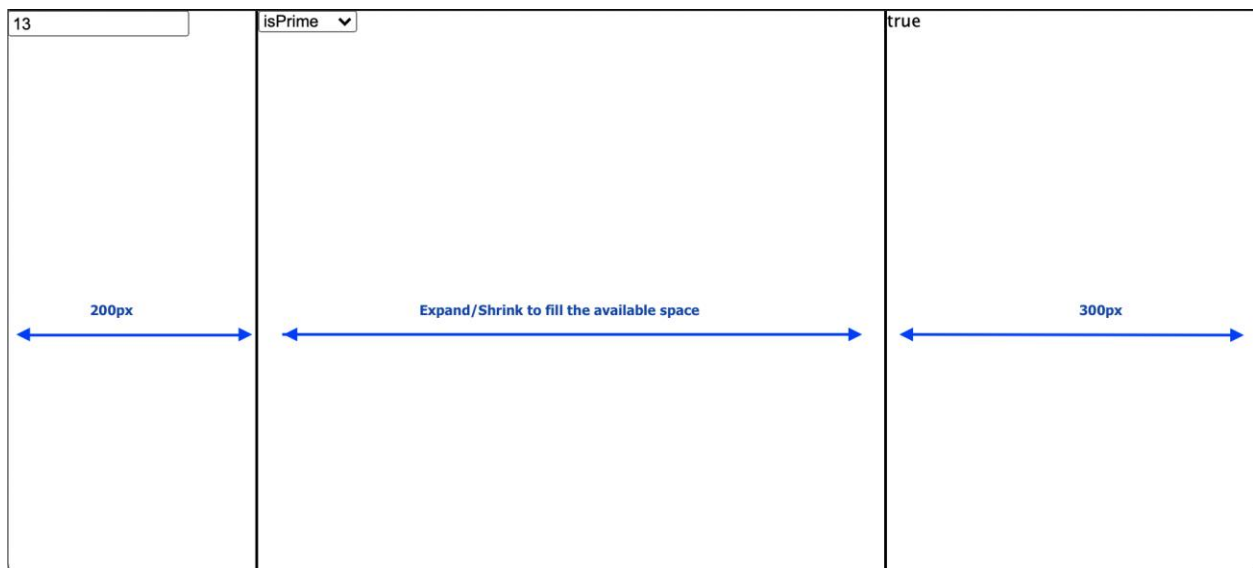 13
isPrime
true
200px
Expand/Shrink to fill the available space
300px